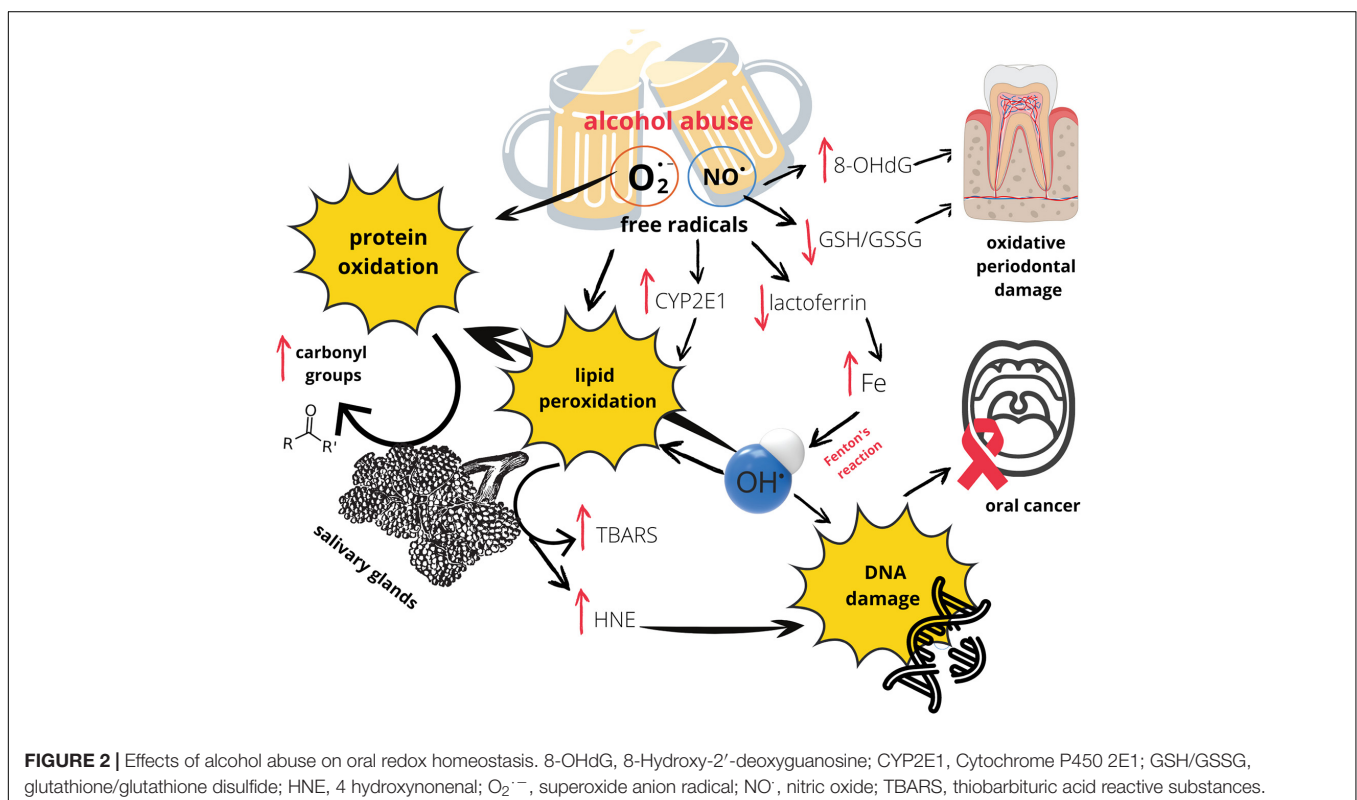 alcohol abuse
O₂•− NO•
free radicals
8-OHdG
GSH/GSSG
oxidative
periodontal
damage
protein
oxidation
CYP2E1
lactoferrin
carbonyl
groups
O
R R'
lipid
peroxidation
Fe
Fenton's
reaction
OH•
oral cancer
salivary glands
TBARS
HNE
DNA
damage
FIGURE 2 | Effects of alcohol abuse on oral redox homeostasis. 8-OHdG, 8-Hydroxy-2′-deoxyguanosine; CYP2E1, Cytochrome P450 2E1; GSH/GSSG,
glutathione/glutathione disulfide; HNE, 4 hydroxynonenal; O₂·−, superoxide anion radical; NO·, nitric oxide; TBARS, thiobarbituric acid reactive substances.